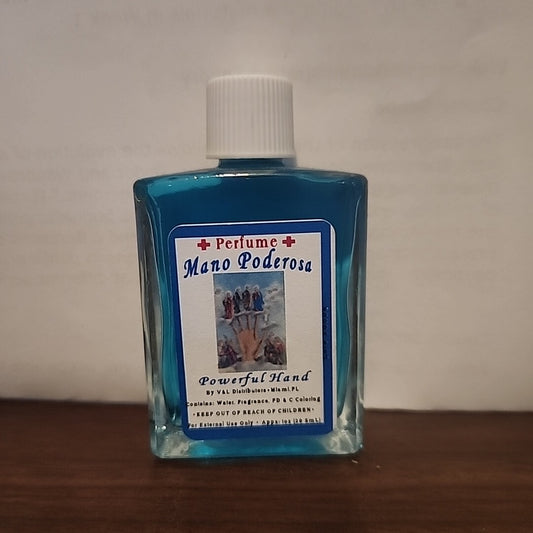 Perfume
Mano Poderosa
Powerful Hand
By V&L Distributors • Miami, FL
Contains: Water, Fragrance, FD & C Coloring
•KEEP OUT OF REACH OF CHILDREN•
For External Use Only • Appx. 1oz (29.5mL)